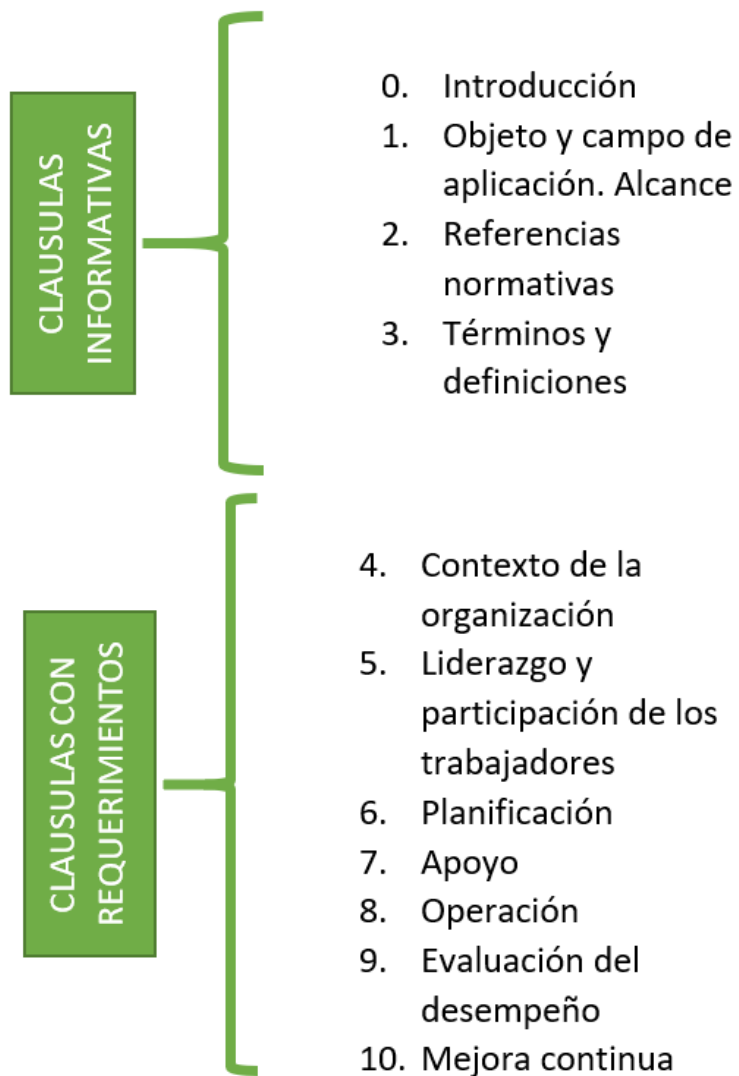 CLAUSULAS
INFORMATIVAS
0. Introducción
1. Objeto y campo de
aplicación. Alcance
2. Referencias
normativas
3. Términos y
definiciones
CLAUSULAS CON
REQUERIMIENTOS
4. Contexto de la
organización
5. Liderazgo y
participación de los
trabajadores
6. Planificación
7. Apoyo
8. Operación
9. Evaluación del
desempeño
10. Mejora continua